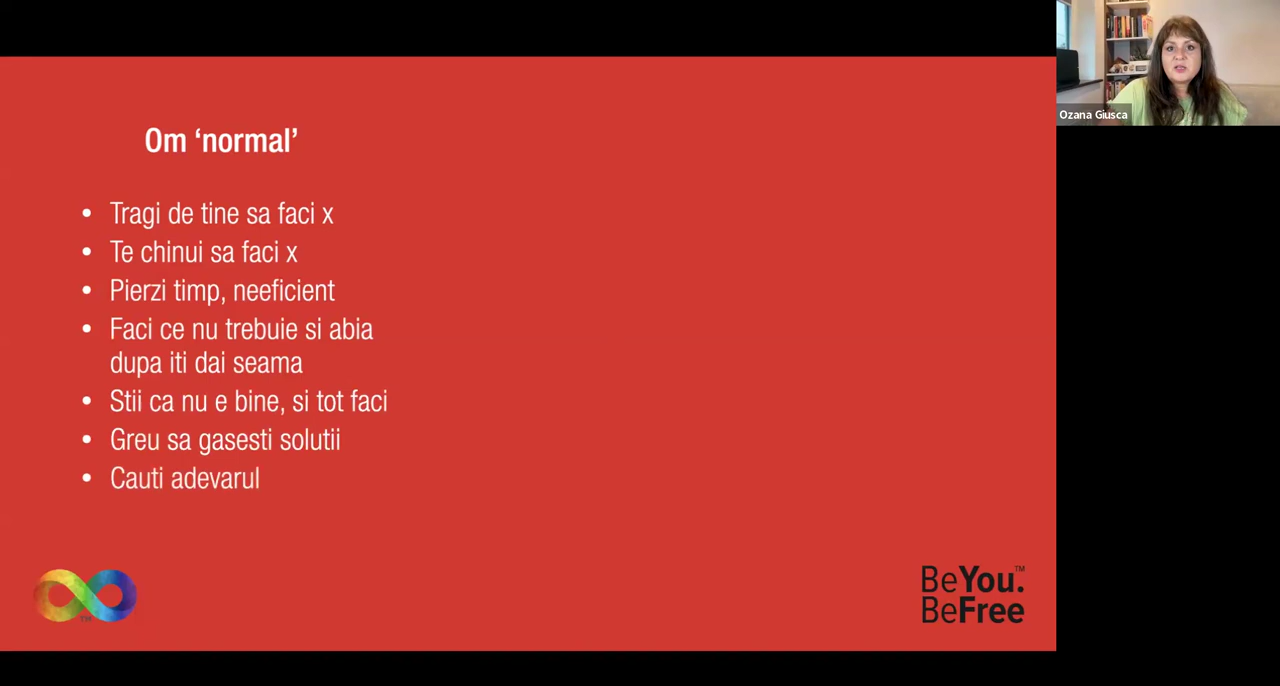 Om ‘normal’
• Tragi de tine sa faci x
• Te chinui sa faci x
• Pierzi timp, neeficient
• Faci ce nu trebuie si abia
dupa iti dai seama
• Stii ca nu e bine, si tot faci
• Greu sa gasesti solutii
• Cauti adevarul
TM
BeYou.™
BeFree
Ozana Giusca